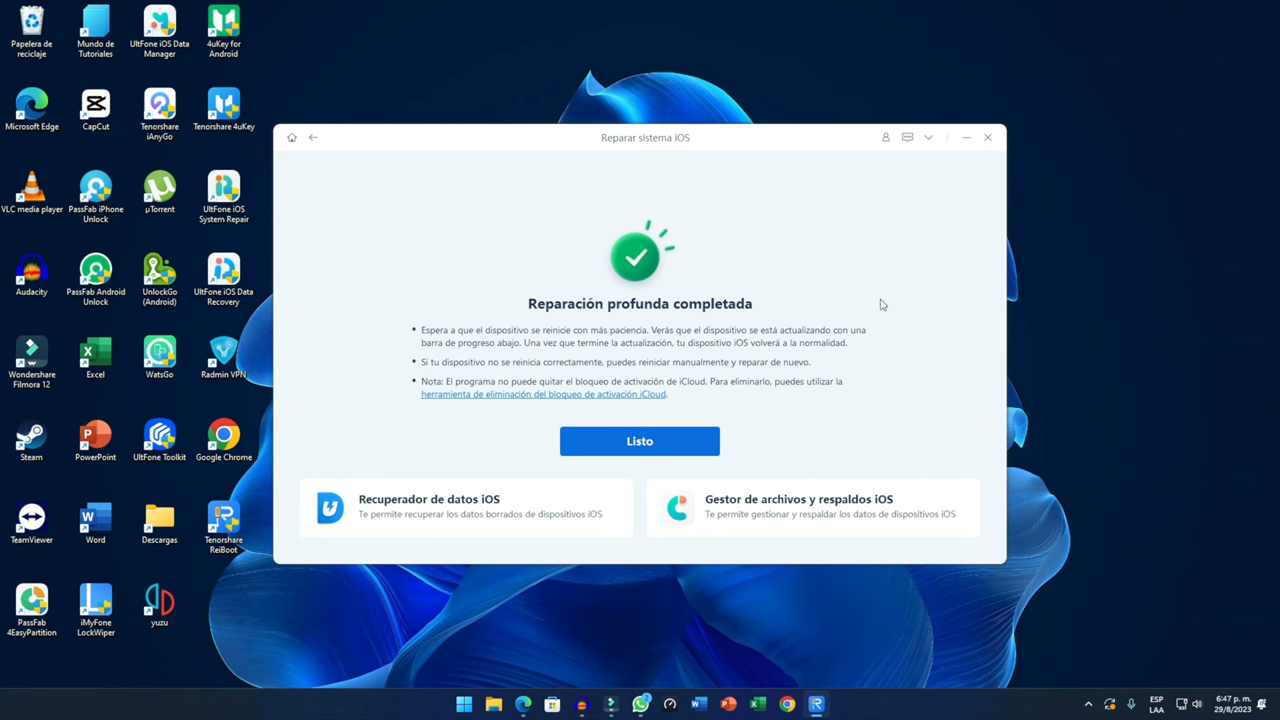 Papelera de
reciclaje
Mundo de
Tutoriales
UltFone iOS Data
Manager
4uKey for
Android
Microsoft Edge
CapCut
Tenorshare
iAnyGo
Tenorshare 4uKey
VLC media player
PassFab iPhone
Unlock
µTorrent
UltFone iOS
System Repair
Audacity
PassFab Android
Unlock
UnlockGo
(Android)
UltFone iOS Data
Recovery
Wondershare
Filmora 12
Excel
WatsGo
Radmin VPN
Steam
PowerPoint
UltFone Toolkit
Google Chrome
TeamViewer
Word
Descargas
Tenorshare
ReiBoot
PassFab
4EasyPartition
iMyFone
LockWiper
yuzu
Reparar sistema iOS
Reparación profunda completada
• Espera a que el dispositivo se reinicie con más paciencia. Verás que el dispositivo se está actualizando con una
barra de progreso abajo. Una vez que termine la actualización, tu dispositivo iOS volverá a la normalidad.
• Si tu dispositivo no se reinicia correctamente, puedes reiniciar manualmente y reparar de nuevo.
• Nota: El programa no puede quitar el bloqueo de activación de iCloud. Para eliminarlo, puedes utilizar la
herramienta de eliminación del bloqueo de activación iCloud.
Listo
Recuperador de datos iOS
Te permite recuperar los datos borrados de dispositivos iOS
Gestor de archivos y respaldos iOS
Te permite gestionar y respaldar los datos de dispositivos iOS
2
ESP
LAA
6:47 p. m.
29/8/2023